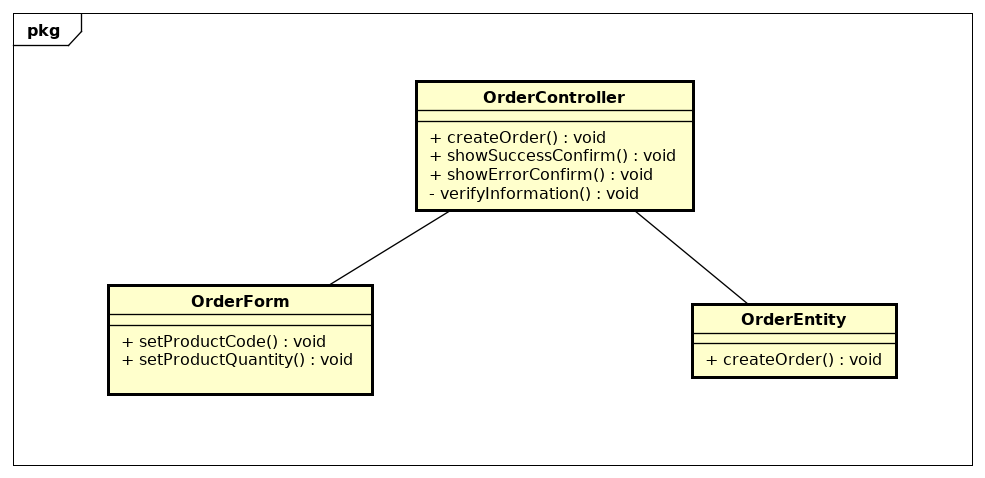 pkg
OrderController
+ createOrder() : void
+ showSuccessConfirm() : void
+ showErrorConfirm() : void
- verifyInformation() : void
OrderForm
+ setProductCode() : void
+ setProductQuantity() : void
OrderEntity
+ createOrder() : void